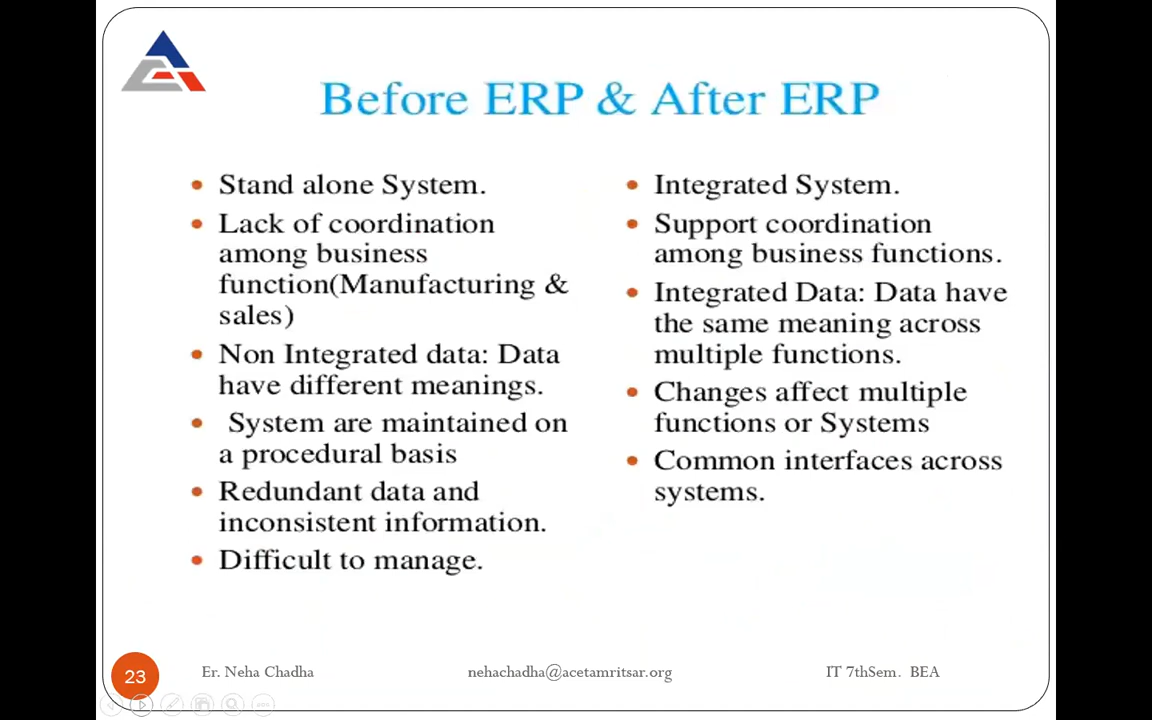 Before ERP & After ERP
• Stand alone System.
• Lack of coordination
among business
function(Manufacturing &
sales)
• Non Integrated data: Data
have different meanings.
• System are maintained on
a procedural basis
• Redundant data and
inconsistent information.
• Difficult to manage.
• Integrated System.
• Support coordination
among business functions.
• Integrated Data: Data have
the same meaning across
multiple functions.
• Changes affect multiple
functions or Systems
• Common interfaces across
systems.
23
Er. Neha Chadha
nehachadha@acetamritsar.org
IT 7thSem. BEA